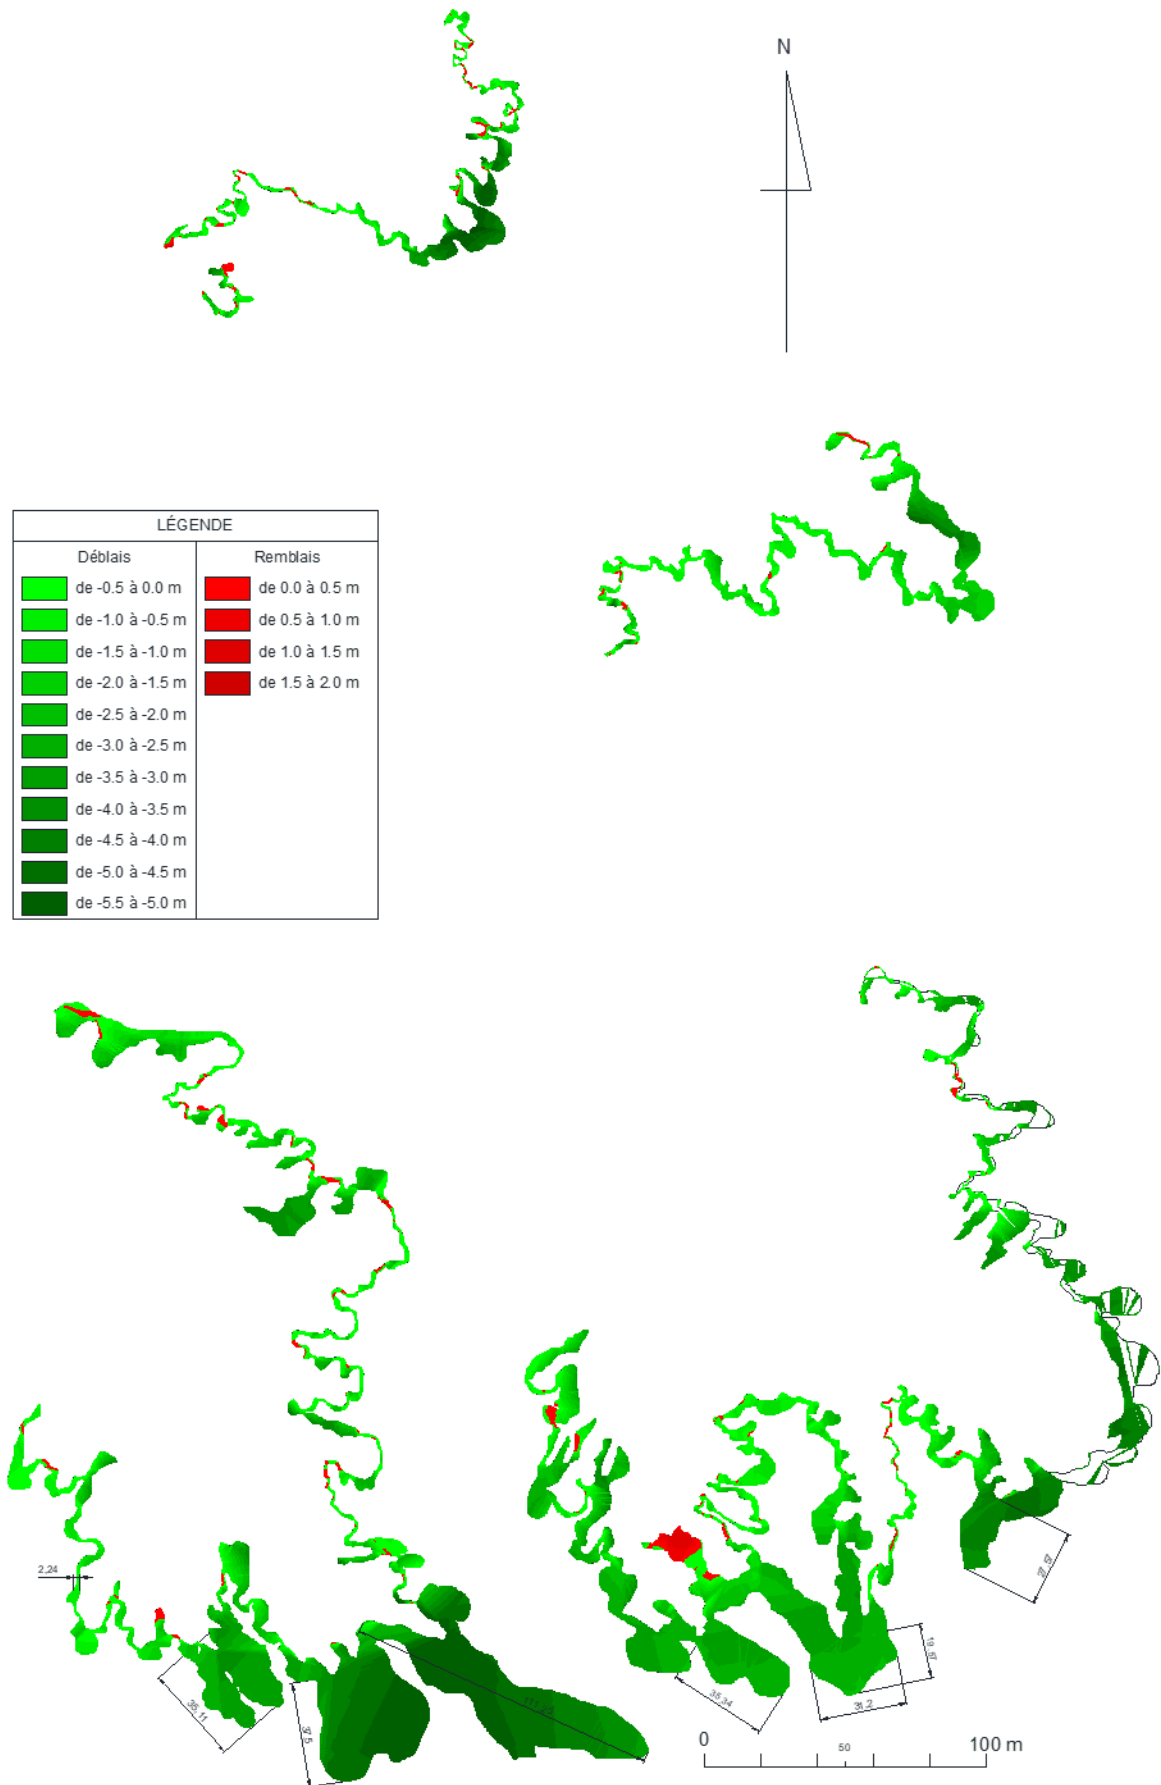 N
LÉGENDE
Déblais
Remblais
de -0.5 à 0.0 m
de 0.0 à 0.5 m
de -1.0 à -0.5 m
de 0.5 à 1.0 m
de -1.5 à -1.0 m
de 1.0 à 1.5 m
de -2.0 à -1.5 m
de 1.5 à 2.0 m
de -2.5 à -2.0 m
de -3.0 à -2.5 m
de -3.5 à -3.0 m
de -4.0 à -3.5 m
de -4.5 à -4.0 m
de -5.0 à -4.5 m
de -5.5 à -5.0 m
2,24
19,57
35,11
35,34
31,2
37,5
0
50
100 m